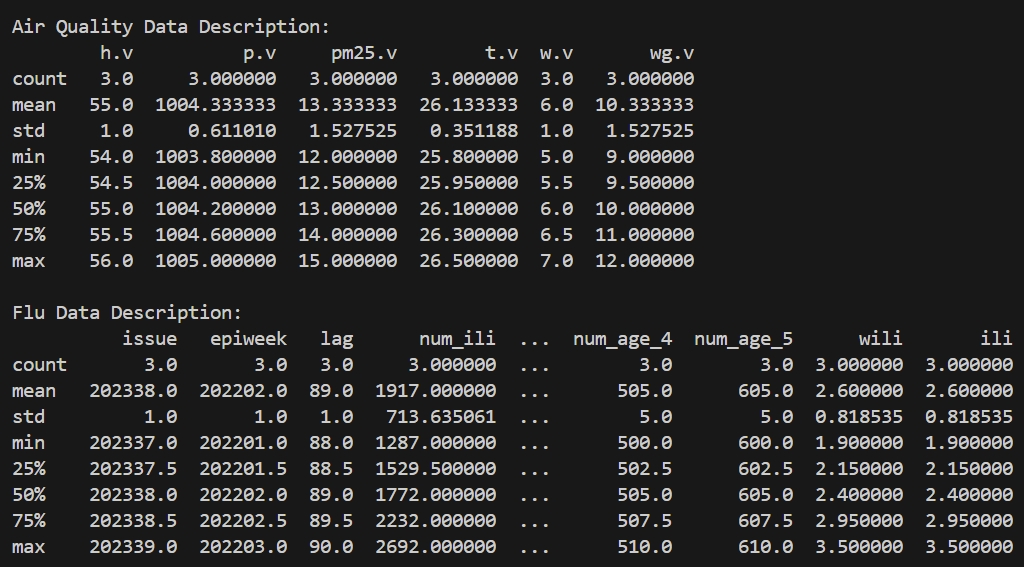 Air Quality Data Description:
h.v p.v pm25.v t.v w.v wg.v
count 3.0 3.000000 3.000000 3.000000 3.0 3.000000
mean 55.0 1004.333333 13.333333 26.133333 6.0 10.333333
std 1.0 0.611010 1.527525 0.351188 1.0 1.527525
min 54.0 1003.800000 12.000000 25.800000 5.0 9.000000
25% 54.5 1004.000000 12.500000 25.950000 5.5 9.500000
50% 55.0 1004.200000 13.000000 26.100000 6.0 10.000000
75% 55.5 1004.600000 14.000000 26.300000 6.5 11.000000
max 56.0 1005.000000 15.000000 26.500000 7.0 12.000000
Flu Data Description:
issue epiweek lag num_ili ... num_age_4 num_age_5 wili ili
count 3.0 3.0 3.0 3.000000 ... 3.0 3.0 3.000000 3.000000
mean 202338.0 202202.0 89.0 1917.000000 ... 505.0 605.0 2.600000 2.600000
std 1.0 1.0 1.0 713.635061 ... 5.0 5.0 0.818535 0.818535
min 202337.0 202201.0 88.0 1287.000000 ... 500.0 600.0 1.900000 1.900000
25% 202337.5 202201.5 88.5 1529.500000 ... 502.5 602.5 2.150000 2.150000
50% 202338.0 202202.0 89.0 1772.000000 ... 505.0 605.0 2.400000 2.400000
75% 202338.5 202202.5 89.5 2232.000000 ... 507.5 607.5 2.950000 2.950000
max 202339.0 202203.0 90.0 2692.000000 ... 510.0 610.0 3.500000 3.500000